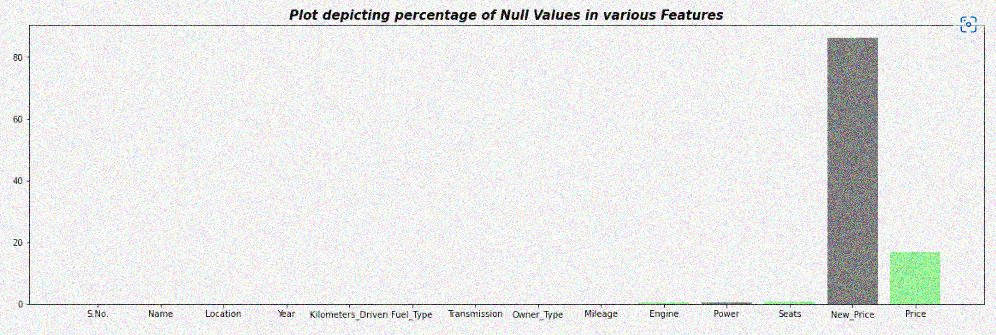 Plot depicting percentage of Null Values in various Features
80
60
40
20
0
S.No. Name Location Year Kilometers_Driven Fuel_Type Transmission Owner_Type Mileage Engine Power Seats New_Price Price